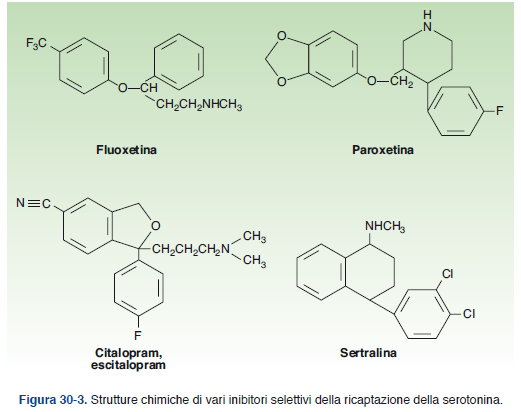 F₃C
O—CH
CH₂CH₂NHCH₃
Fluoxetina
H
N
O
O
O—CH₂
F
Paroxetina
N≡C
O
CH₂CH₂CH₂N
CH₃
CH₃
F
Citalopram,
escitalopram
NHCH₃
Cl
Cl
Sertralina
Figura 30-3. Strutture chimiche di vari inibitori selettivi della ricaptazione della serotonina.